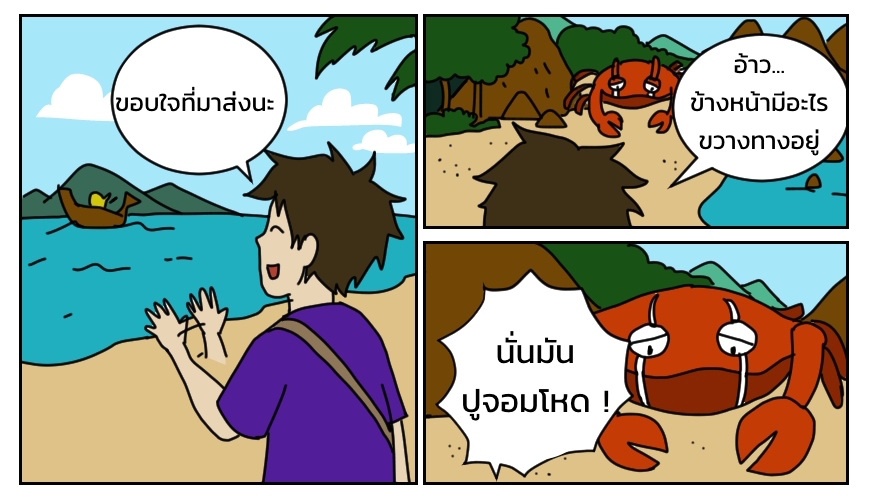 ขอบใจที่มาส่งนะ
อ้าว...
ข้างหน้ามีอะไร
ขวางทางอยู่
นั่นมัน
ปูจอมโหด !